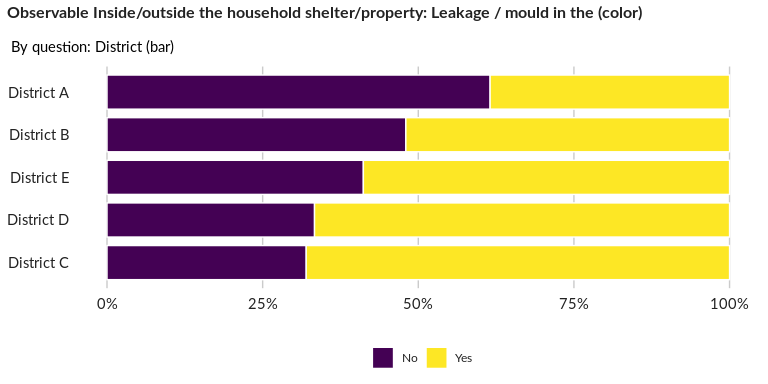 Observable Inside/outside the household shelter/property: Leakage / mould in the (color)
By question: District (bar)
District A
District B
District E
District D
District C
0% 25% 50% 75% 100%
No Yes